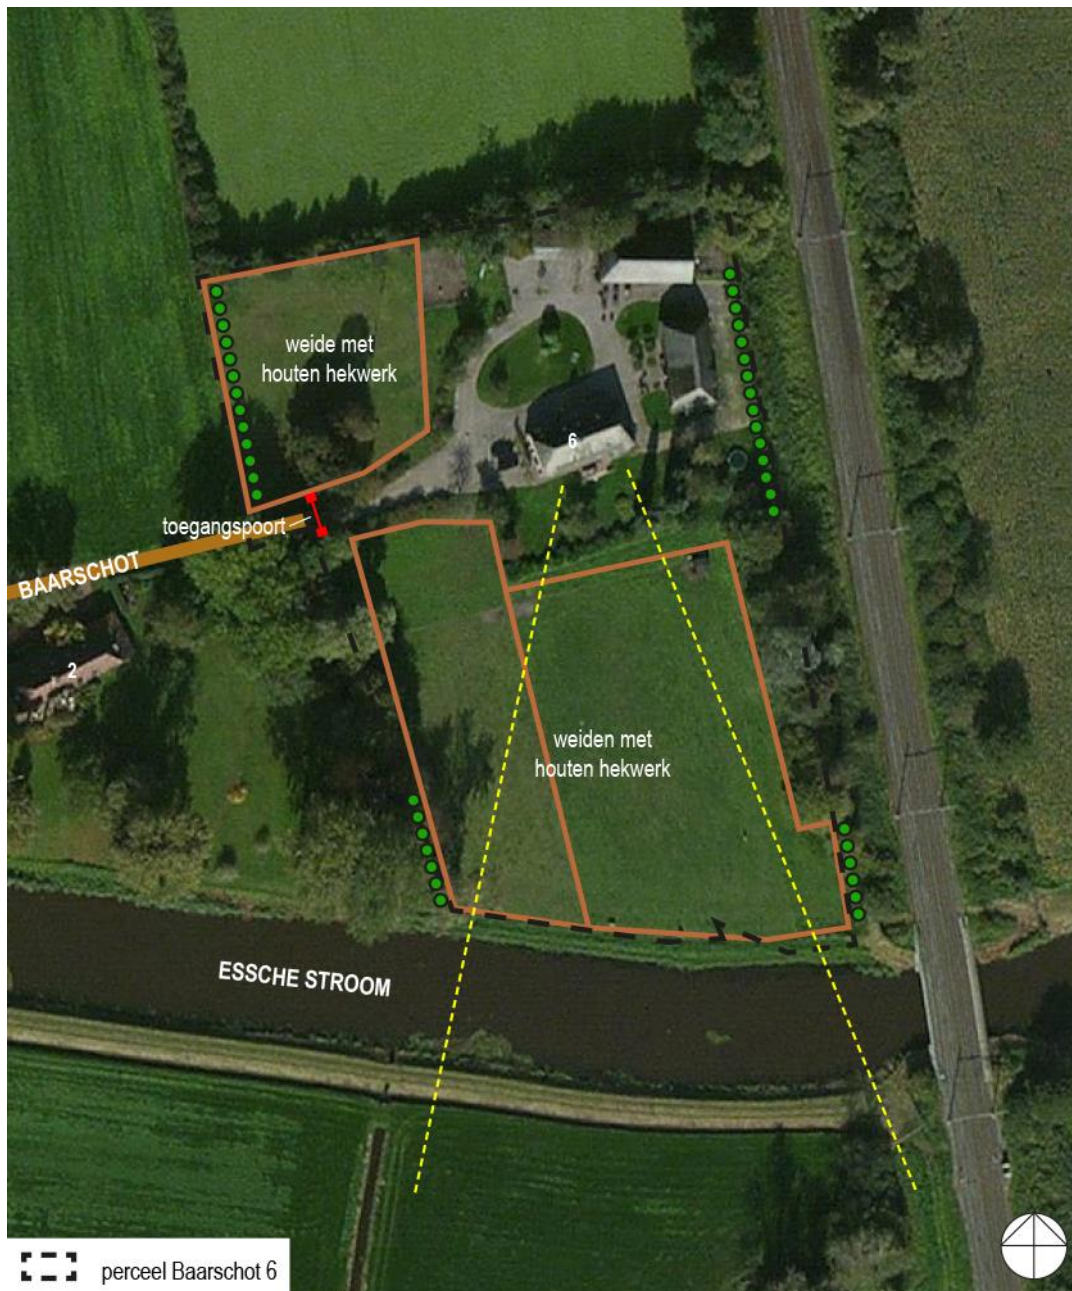 weide met
houten hekwerk
6
toegangspoort
BAARSCHOT
2
weiden met
houten hekwerk
ESSCHE STROOM
perceel Baarschot 6